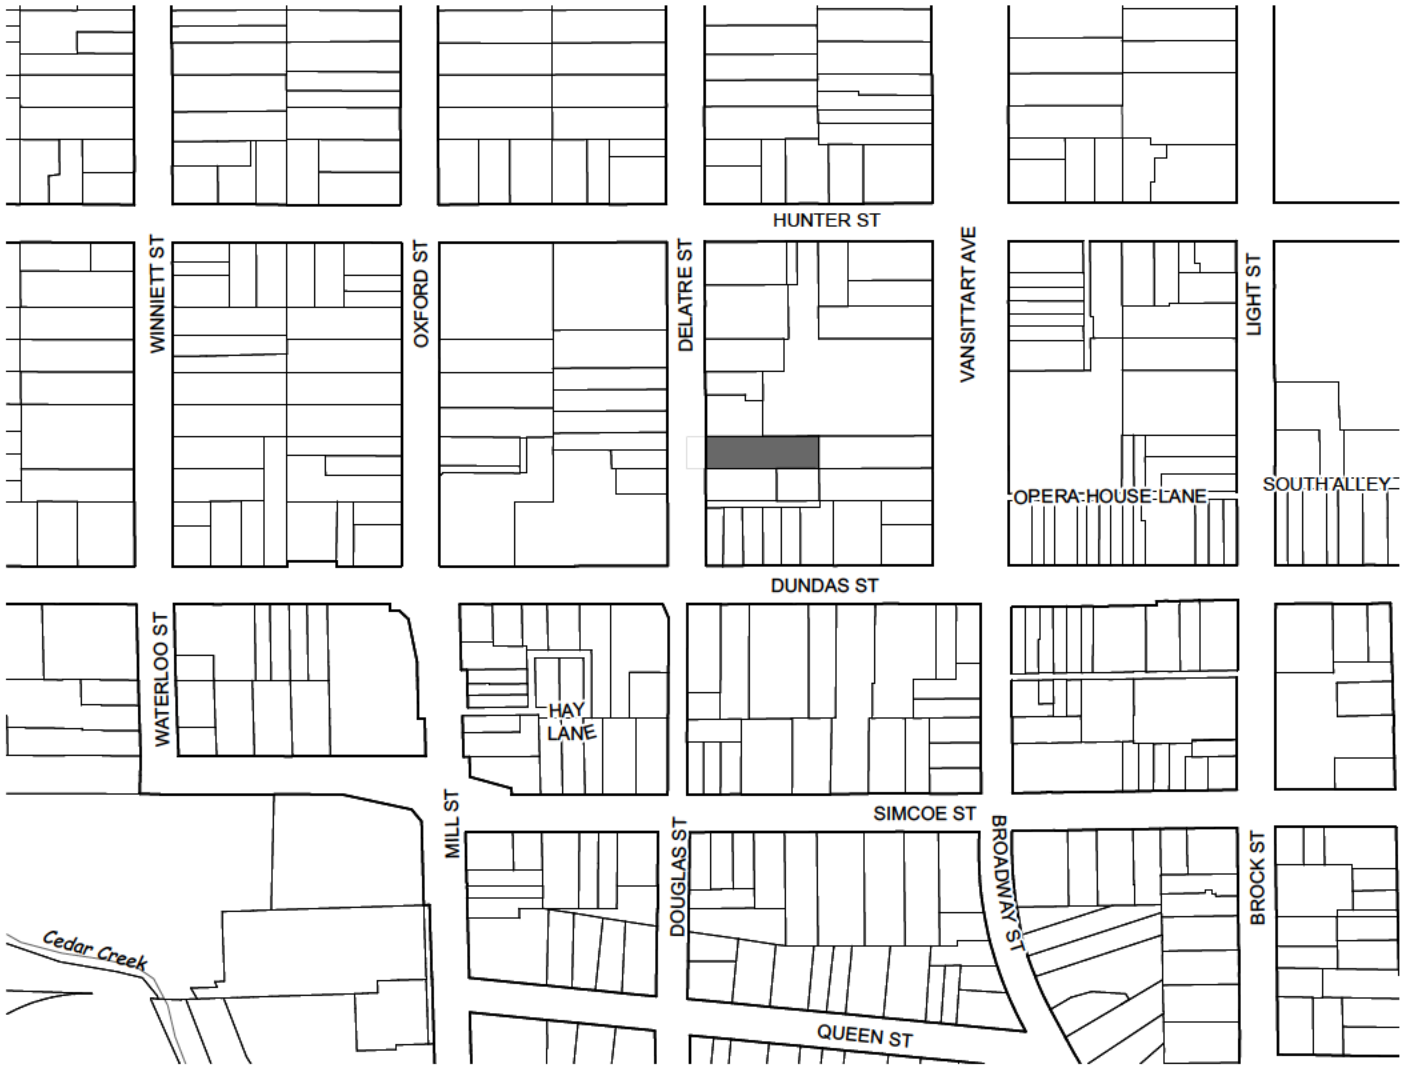 HUNTER ST
WINNIETT ST
OXFORD ST
DELATRE ST
VANSITTART AVE
LIGHT ST
OPERA HOUSE LANE
SOUTH ALLEY
DUNDAS ST
WATERLOO ST
HAY
LANE
SIMCOE ST
MILL ST
DOUGLAS ST
BROADWAY ST
BROCK ST
Cedar Creek
QUEEN ST